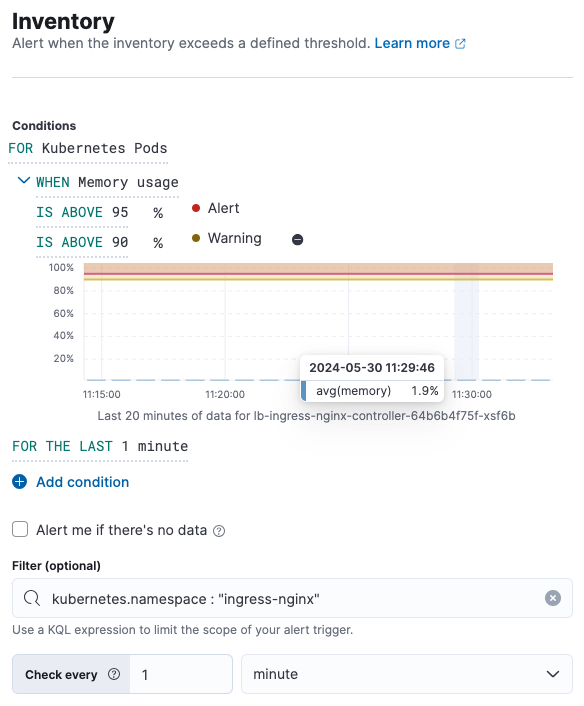 Inventory
Alert when the inventory exceeds a defined threshold. Learn more
Conditions
FOR Kubernetes Pods
WHEN Memory usage
IS ABOVE 95 % Alert
IS ABOVE 90 % Warning
100%
80%
60%
40%
20%
2024-05-30 11:29:46
avg(memory) 1.9%
11:15:00 11:20:00 11:30:00
Last 20 minutes of data for lb-ingress-nginx-controller-64b6b4f75f-xsf6b
FOR THE LAST 1 minute
Add condition
Alert me if there's no data
Filter (optional)
kubernetes.namespace : "ingress-nginx"
Use a KQL expression to limit the scope of your alert trigger.
Check every 1 minute